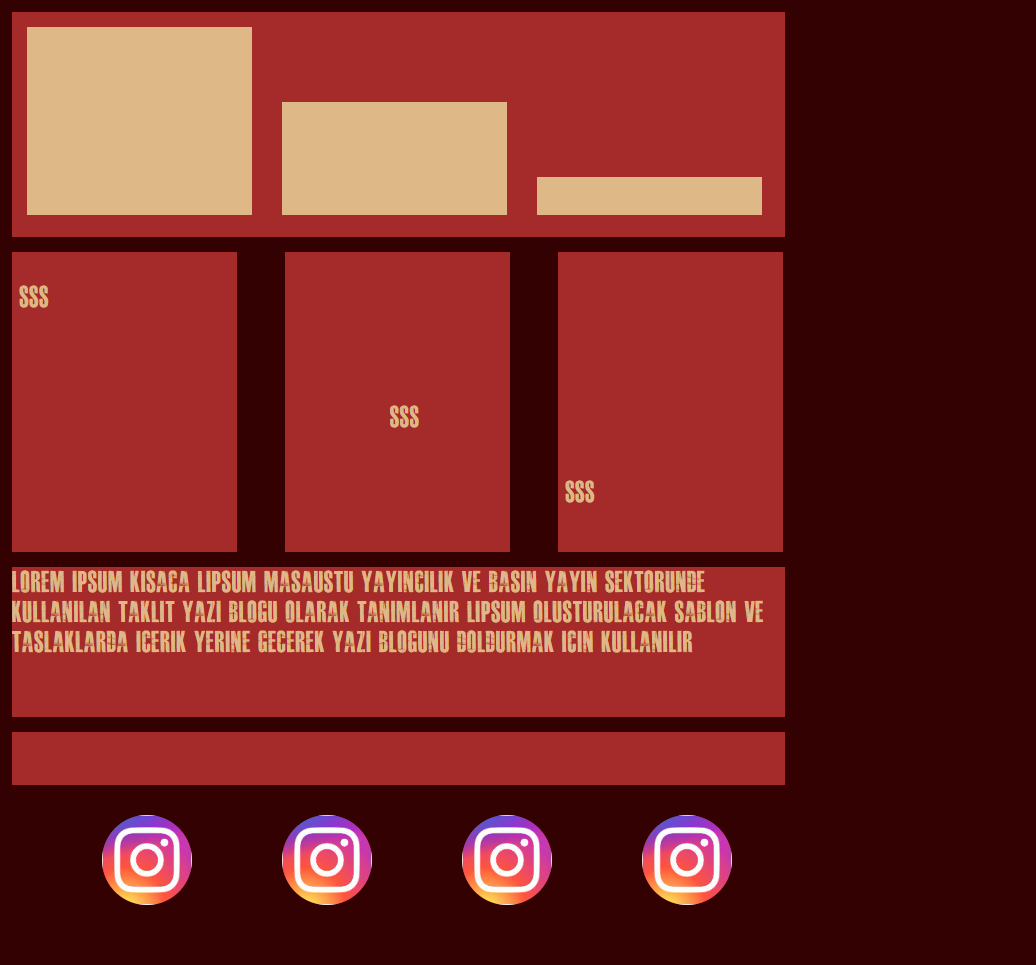 SSS
SSS
SSS
LOREM IPSUM KISACA LIPSUM MASAUSTU YAYINCILIK VE BASIN YAYIN SEKTORUNDE
KULLANILAN TAKLIT YAZI BLOGU OLARAK TANIMLANIR LIPSUM OLUSTURULACAK SABLON VE
TASLAKLARDA ICERIK YERINE GECEREK YAZI BLOGUNU DOLDURMAK ICIN KULLANILIR